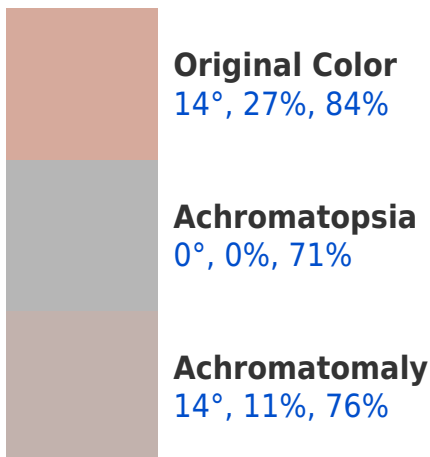 Original Color
14°, 27%, 84%
Achromatopsia
0°, 0%, 71%
Achromatomaly
14°, 11%, 76%